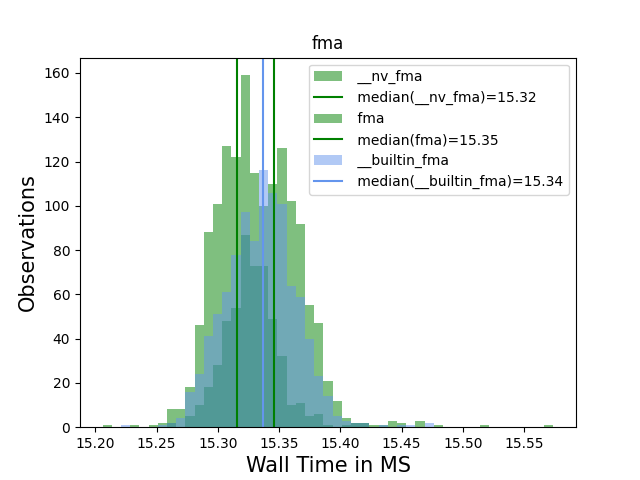 fma
160
140
120
100
80
60
40
20
0
Observations
__nv_fma
median(__nv_fma)=15.32
fma
median(fma)=15.35
__builtin_fma
median(__builtin_fma)=15.34
15.20 15.25 15.30 15.35 15.40 15.45 15.50 15.55
Wall Time in MS